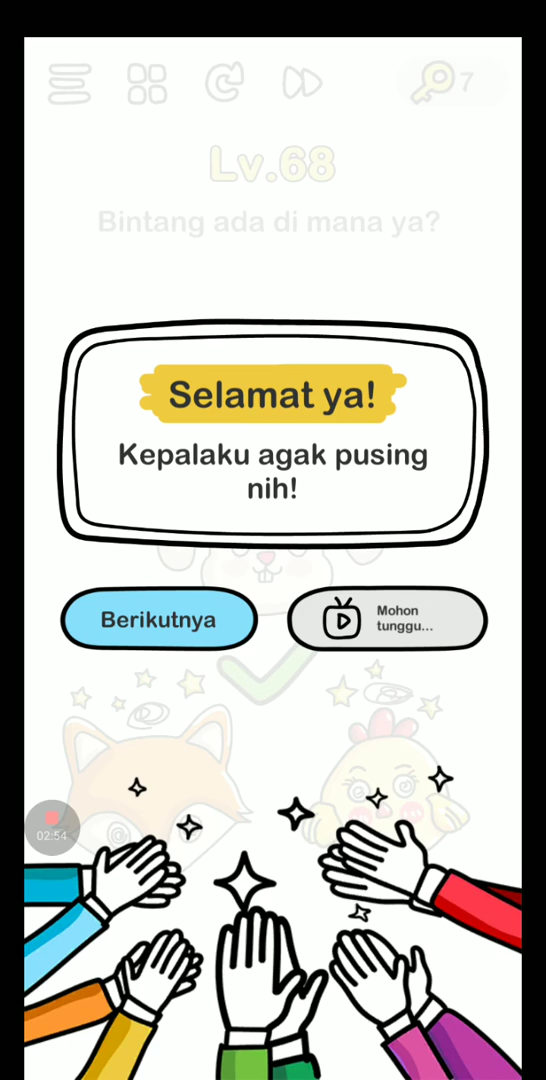 7
Lv.68
Bintang ada di mana ya?
Selamat ya!
Kepalaku agak pusing
nih!
Berikutnya
Mohon
tunggu...
02:54